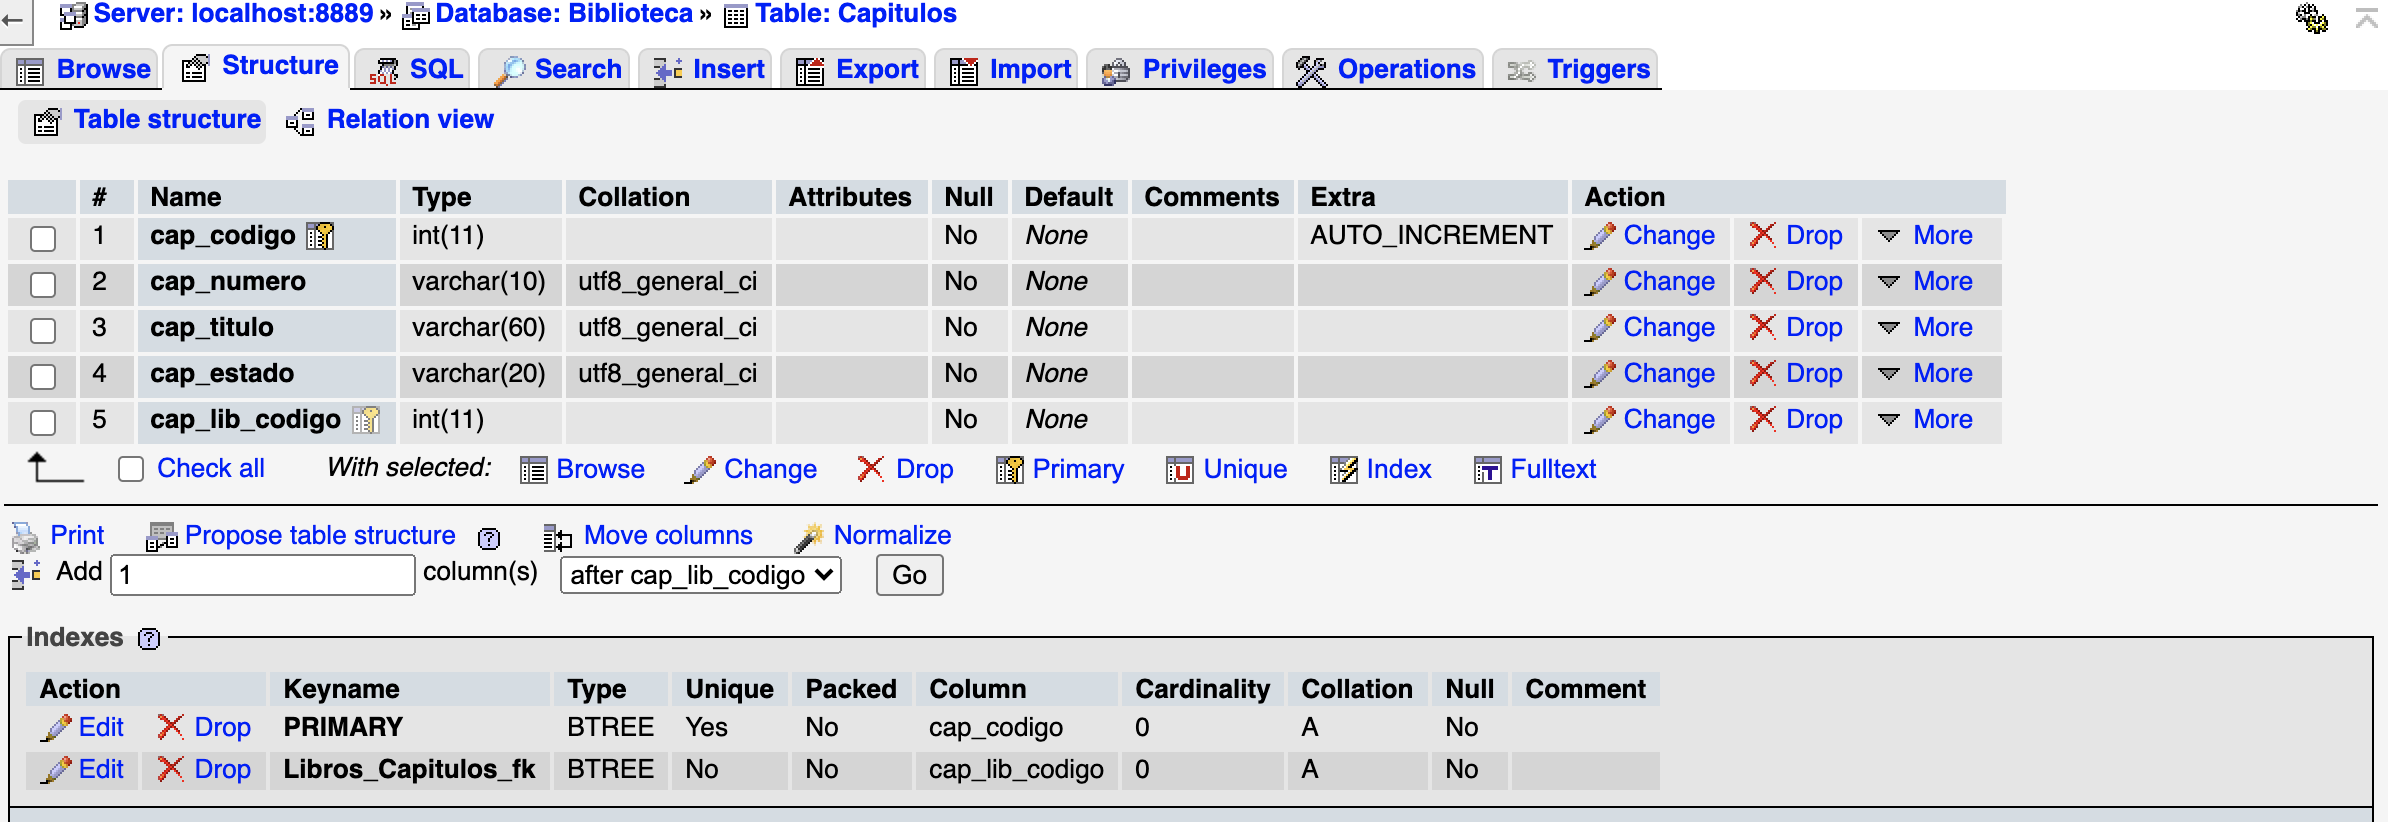 Server: localhost:8889 » Database: Biblioteca » Table: Capitulos
Browse Structure SQL Search Insert Export Import Privileges Operations Triggers
Table structure Relation view
# Name Type Collation Attributes Null Default Comments Extra Action
1 cap_codigo int(11) No None AUTO_INCREMENT Change Drop More
2 cap_numero varchar(10) utf8_general_ci No None Change Drop More
3 cap_titulo varchar(60) utf8_general_ci No None Change Drop More
4 cap_estado varchar(20) utf8_general_ci No None Change Drop More
5 cap_lib_codigo int(11) No None Change Drop More
Check all With selected: Browse Change Drop Primary Unique Index Fulltext
Print Propose table structure Move columns Normalize
Add 1 column(s) after cap_lib_codigo Go
Indexes
Action Keyname Type Unique Packed Column Cardinality Collation Null Comment
Edit Drop PRIMARY BTREE Yes No cap_codigo 0 A No
Edit Drop Libros_Capitulos_fk BTREE No No cap_lib_codigo 0 A No